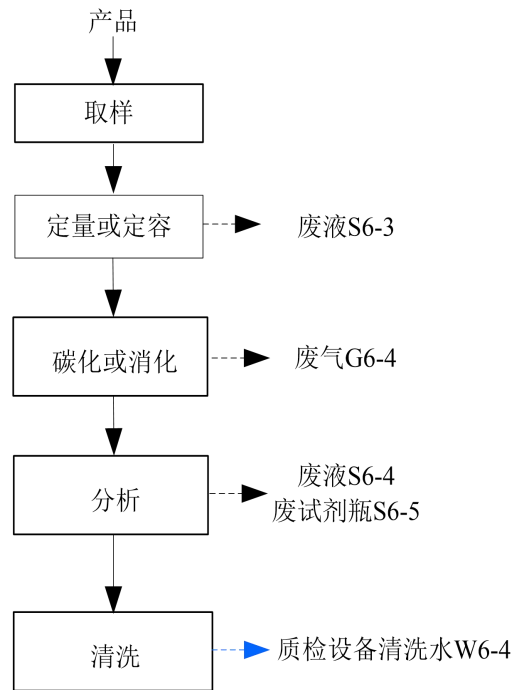 产品
取样
定量或定容
废液S6-3
碳化或消化
废气G6-4
分析
废液S6-4
废试剂瓶S6-5
清洗
质检设备清洗水W6-4